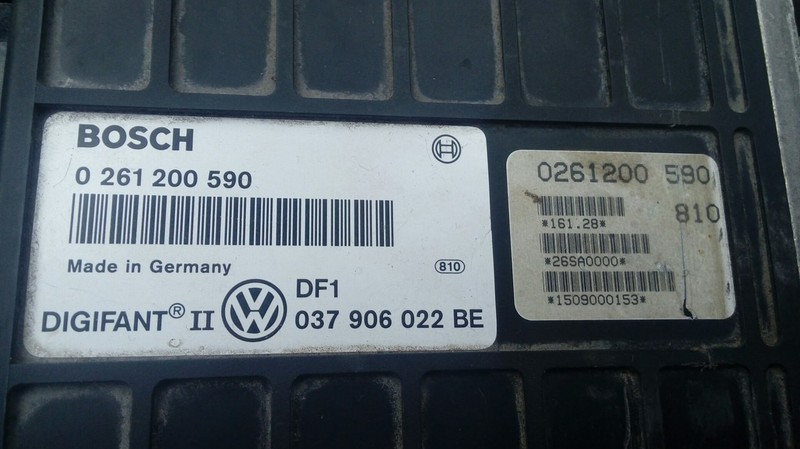 BOSCH
0 261 200 590
Made in Germany
810
DIGIFANT® II
DF1
037 906 022 BE
0261200 590
810
*161.28*
*26SA0000*
*1509000153*